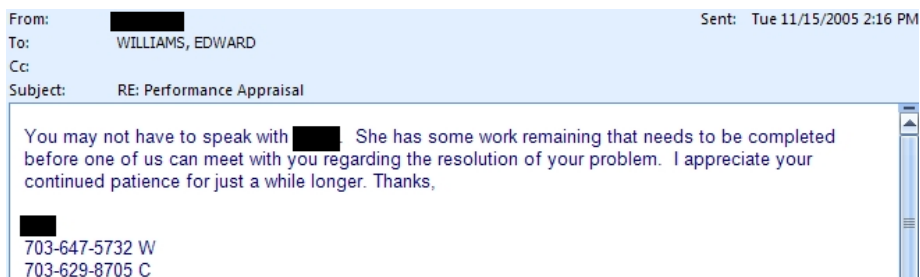 From: Sent: Tue 11/15/2005 2:16 PM
To: WILLIAMS, EDWARD
Cc:
Subject: RE: Performance Appraisal
You may not have to speak with . She has some work remaining that needs to be completed
before one of us can meet with you regarding the resolution of your problem. I appreciate your
continued patience for just a while longer. Thanks,
703-647-5732 W
703-629-8705 C